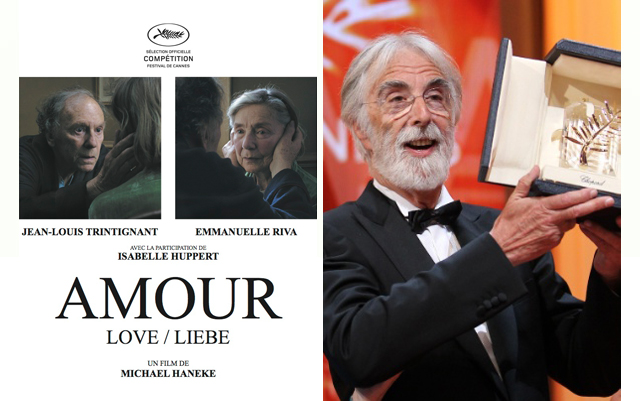 SÉLECTION OFFICIELLE
COMPÉTITION
FESTIVAL DE CANNES
JEAN-LOUIS TRINTIGNANT
EMMANUELLE RIVA
AVEC LA PARTICIPATION DE
ISABELLE HUPPERT
AMOUR
LOVE / LIEBE
UN FILM DE
MICHAEL HANEKE
Chopard